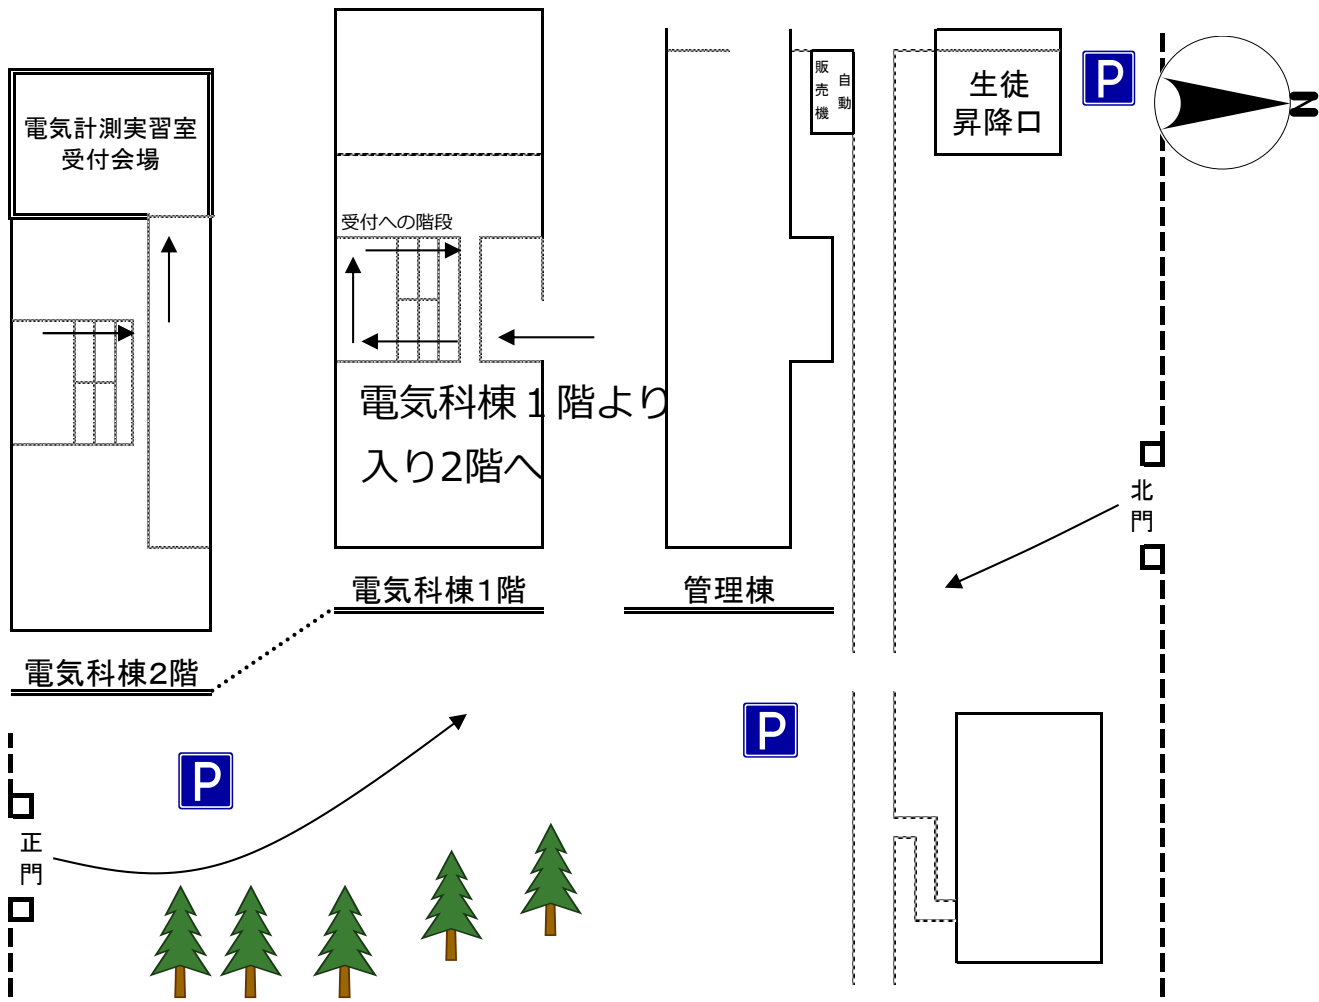 電気計測実習室
受付会場
受付への階段
自動
販売機
生徒
昇降口
P
N
電気科棟１階より
入り2階へ
北門
電気科棟1階
管理棟
電気科棟2階
P
P
正門